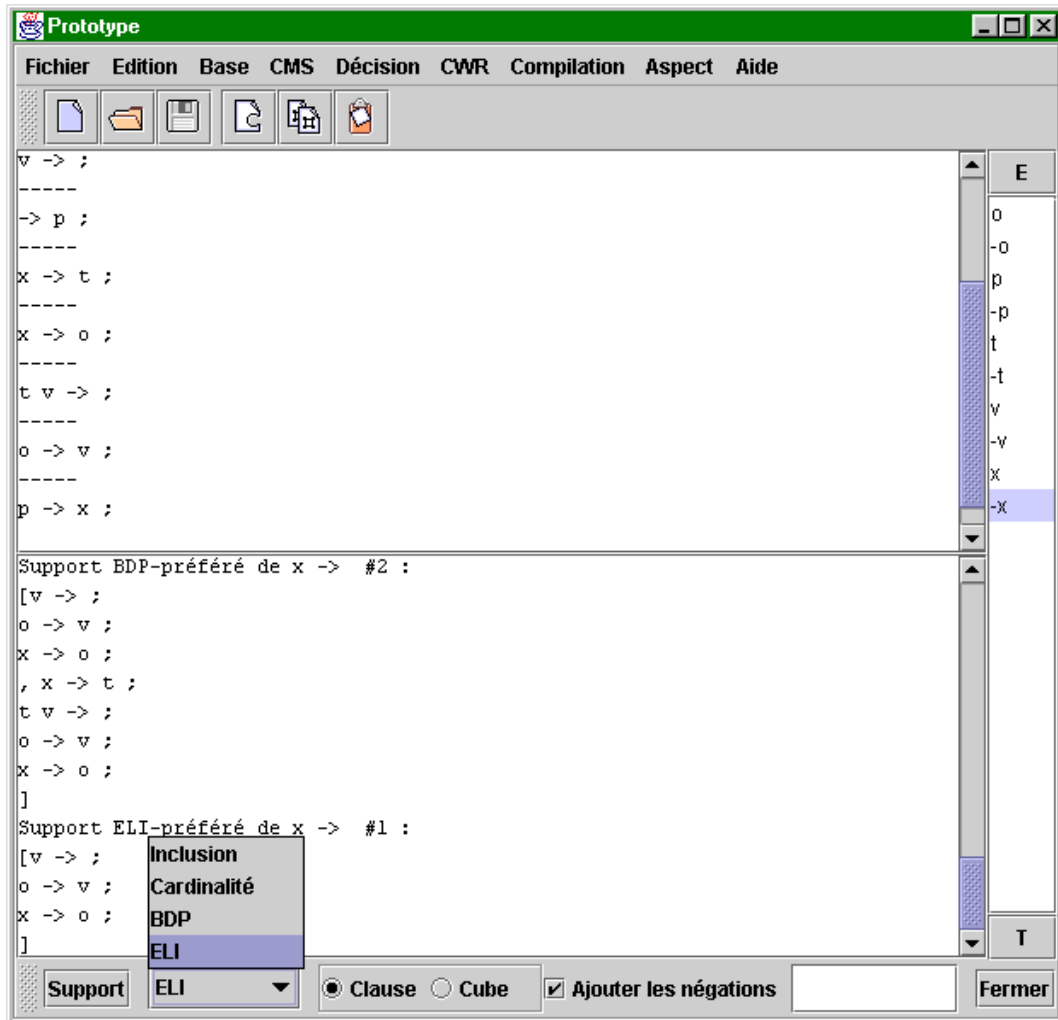 Prototype
Fichier Edition Base CMS Décision CWR Compilation Aspect Aide
v -> ;
-----
-> p ;
-----
x -> t ;
-----
x -> o ;
-----
t v -> ;
-----
o -> v ;
-----
p -> x ;
E
o
-o
p
-p
t
-t
v
-v
x
-x
T
Support BDP-préféré de x -> #2 :
[v -> ;
o -> v ;
x -> o ;
, x -> t ;
t v -> ;
o -> v ;
x -> o ;
]
Support ELI-préféré de x -> #1 :
[v -> ;
o -> v ;
x -> o ;
]
Inclusion
Cardinalité
BDP
ELI
Support ELI Clause Cube Ajouter les négations Fermer